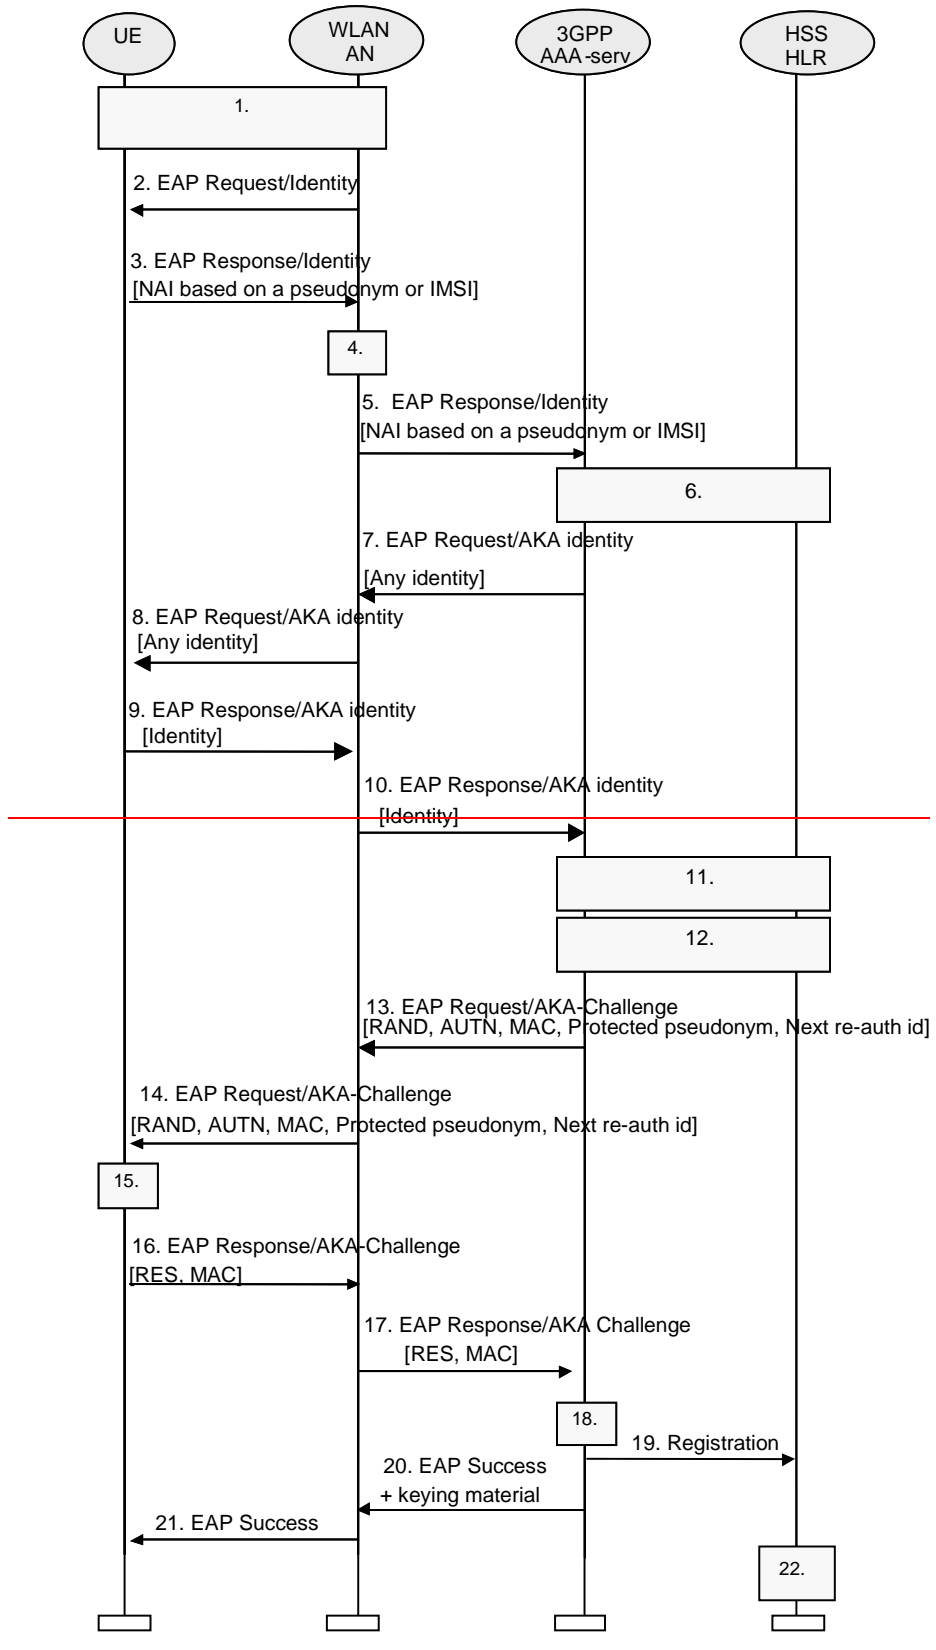 UE
WLAN
AN
3GPP
AAA-serv
HSS
HLR
1.
2. EAP Request/Identity
3. EAP Response/Identity
[NAI based on a pseudonym or IMSI]
4.
5. EAP Response/Identity
[NAI based on a pseudonym or IMSI]
6.
7. EAP Request/AKA identity
[Any identity]
8. EAP Request/AKA identity
[Any identity]
9. EAP Response/AKA identity
[Identity]
10. EAP Response/AKA identity
[Identity]
11.
12.
13. EAP Request/AKA-Challenge
[RAND, AUTN, MAC, Protected pseudonym, Next re-auth id]
14. EAP Request/AKA-Challenge
[RAND, AUTN, MAC, Protected pseudonym, Next re-auth id]
15.
16. EAP Response/AKA-Challenge
[RES, MAC]
17. EAP Response/AKA Challenge
[RES, MAC]
18.
19. Registration
20. EAP Success
+ keying material
21. EAP Success
22.